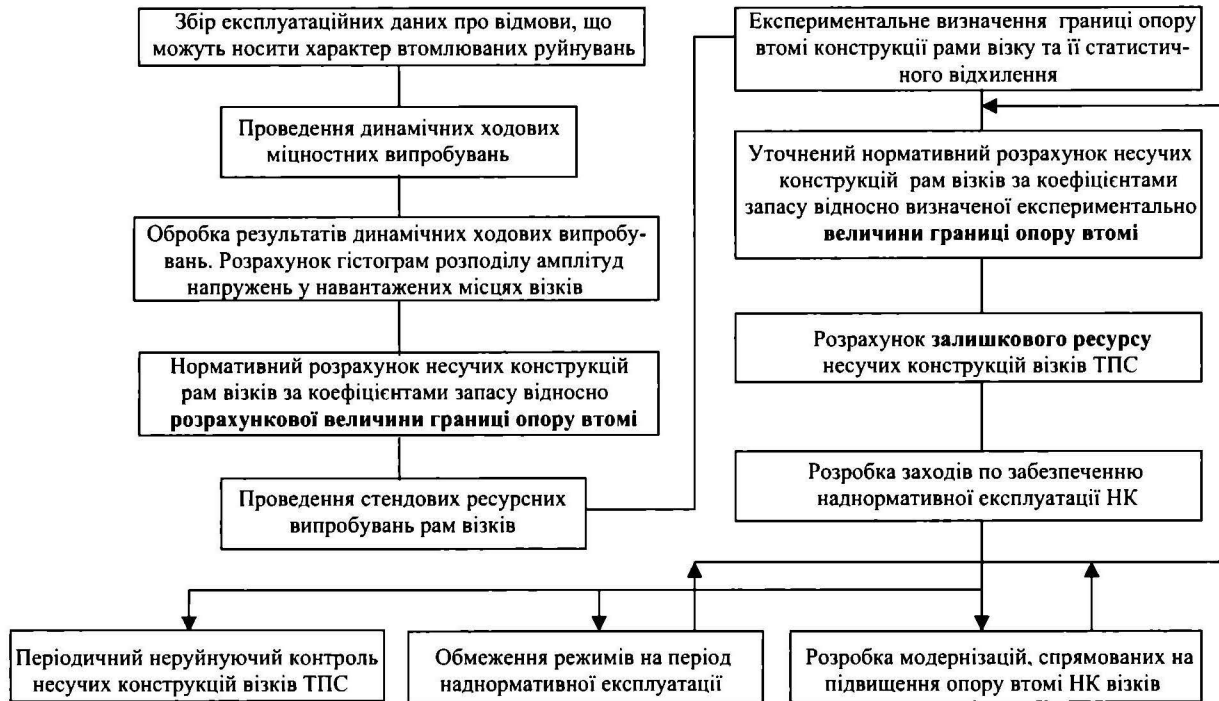 Збір експлуатаційних даних про відмови, що
можуть носити характер втомлюваних руйнувань
Проведення динамічних ходових
міцностних випробувань
Обробка результатів динамічних ходових випробу-
вань. Розрахунок гістограм розподілу амплітуд
напружень у навантажених місцях візків
Нормативний розрахунок несучих конструкцій
рам візків за коефіцієнтами запасу відносно
розрахункової величини границі опору втомі
Проведення стендових ресурсних
випробувань рам візків
Експериментальне визначення границі опору
втомі конструкції рами візку та її статистич-
ного відхилення
Уточнений нормативний розрахунок несучих
конструкцій рам візків за коефіцієнтами
запасу відносно визначеної експериментально
величини границі опору втомі
Розрахунок залишкового ресурсу
несучих конструкцій візків ТПС
Розробка заходів по забезпеченню
наднормативної експлуатації НК
Періодичний неруйнуючий контроль
несучих конструкцій візків ТПС
Обмеження режимів на період
наднормативної експлуатації
Розробка модернізацій, спрямованих на
підвищення опору втомі НК візків